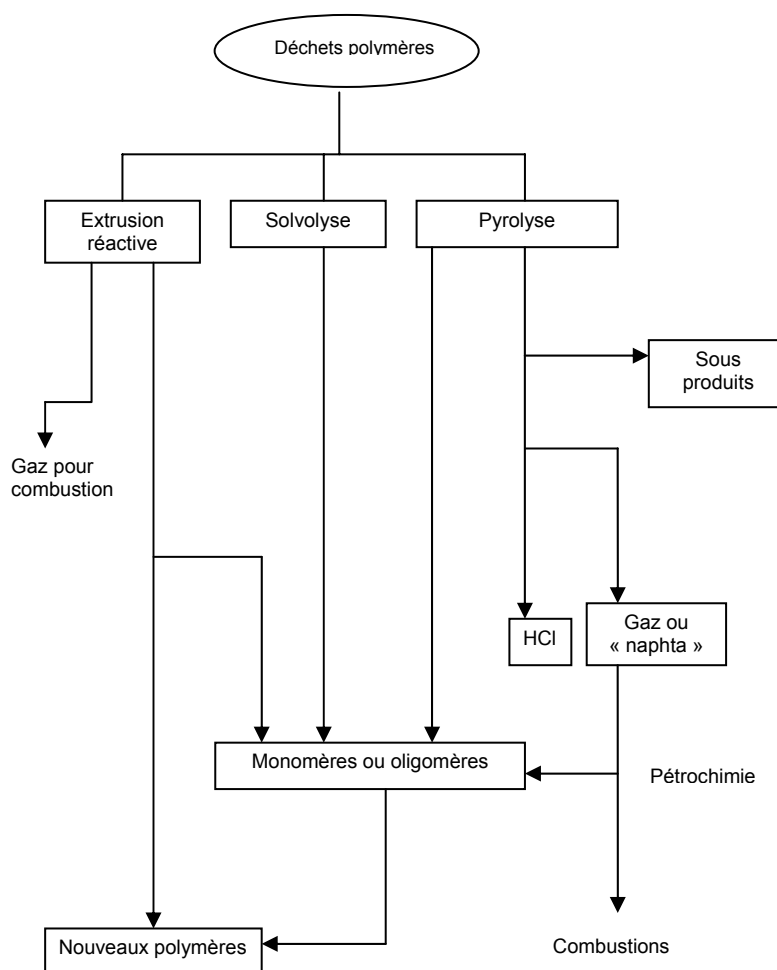 Déchets polymères
Extrusion
réactive
Solvolyse
Pyrolyse
Sous
produits
Gaz pour
combustion
HCl
Gaz ou
« naphta »
Monomères ou oligomères
Pétrochimie
Nouveaux polymères
Combustions